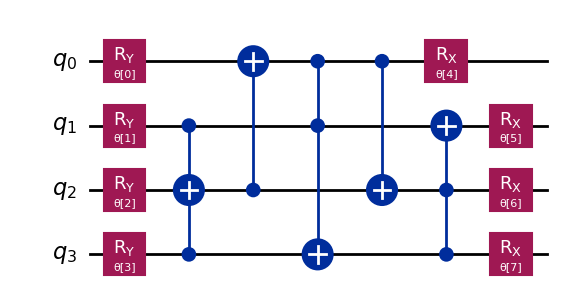 q0 RY θ[0] RX θ[4]
q1 RY θ[1] RX θ[5]
q2 RY θ[2] RX θ[6]
q3 RY θ[3] RX θ[7]